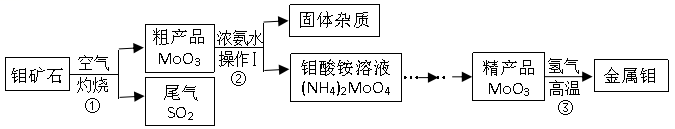 钼矿石
空气
灼烧
①
粗产品
MoO₃
尾气
SO₂
浓氨水
操作Ⅰ
②
固体杂质
钼酸铵溶液
(NH4)₂MoO₄
精产品
MoO₃
氢气
高温
③
金属钼